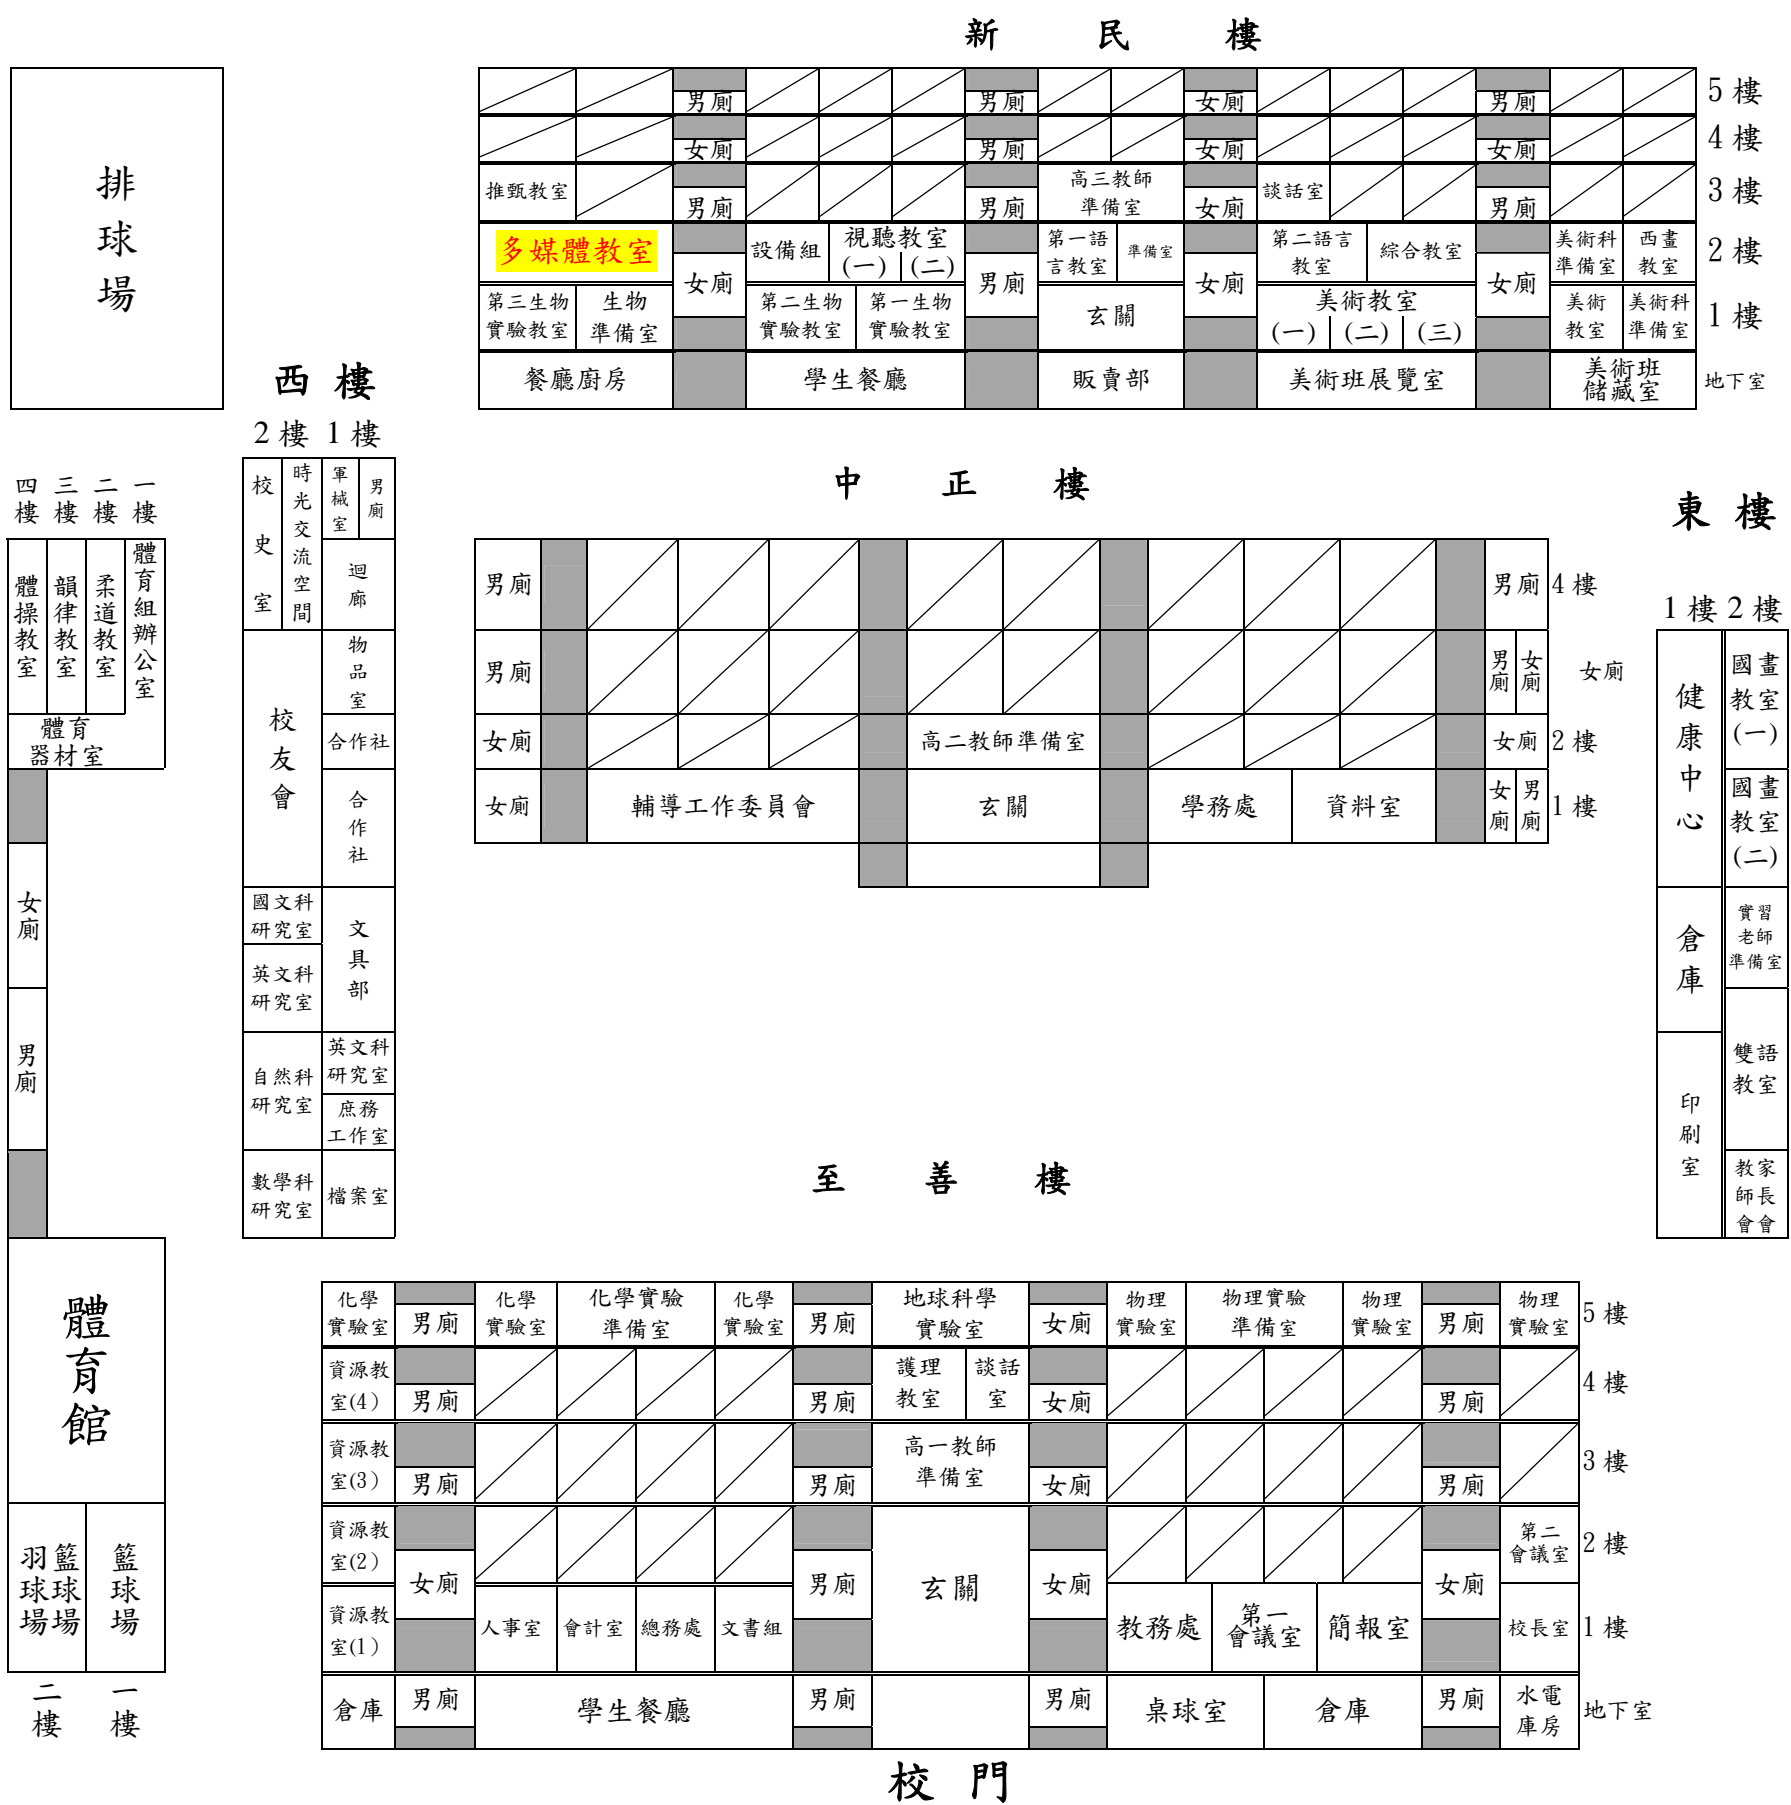 新民樓
排球場
男廁 男廁 女廁 男廁 5樓
女廁 男廁 女廁 女廁 4樓
推甄教室 男廁 男廁 高三教師 女廁 談話室 男廁 3樓
準備室
多媒體教室 設備組 視聽教室 第一語 準備室 第二語言 綜合教室 美術科 西畫 2樓
(一) (二) 言教室 教室 準備室 教室
女廁 男廁 女廁 女廁
第三生物 生物 第二生物 第一生物 玄關 美術教室 美術 美術科 1樓
實驗教室 準備室 實驗教室 實驗教室 (一) (二) (三) 教室 準備室
餐廳廚房 學生餐廳 販賣部 美術班展覽室 美術班 地下室
儲藏室
西樓
2樓 1樓
校史室 時光交流空間 軍械室 男廁
迴廊
校友會 物品室
合作社
合作社
國文科
研究室
文具部
英文科
研究室
自然科
研究室
英文科
研究室
庶務
工作室
數學科
研究室
檔案室
四樓 三樓 二樓 一樓
體操教室 韻律教室 柔道教室 體育組辦公室
體育
器材室
女廁
男廁
體育館
羽球場 籃球場 籃球場
二樓 一樓
中正樓
男廁 男廁 4樓
男廁 男廁 女廁 女廁
女廁 高二教師準備室 女廁 2樓
女廁 輔導工作委員會 玄關 學務處 資料室 女廁 男廁 1樓
東樓
1樓 2樓
健康中心 國畫
教室
(一)
國畫
教室
(二)
倉庫 實習
老師
準備室
印刷室 雙語
教室
教家
師長
會會
至善樓
化學 化學 化學實驗 化學 地球科學 物理 物理實驗 物理 物理 5樓
實驗室 男廁 實驗室 準備室 實驗室 男廁 實驗室 女廁 實驗室 準備室 實驗室 男廁 實驗室
資源教 護理 談話 4樓
室(4) 男廁 男廁 教室 室 女廁 男廁
資源教 高一教師 3樓
室(3) 男廁 男廁 準備室 女廁 男廁
資源教 第二 2樓
室(2) 會議室
女廁 男廁 玄關 女廁 女廁
資源教 人事室 會計室 總務處 文書組 教務處 第一 簡報室 校長室 1樓
室(1) 會議室
倉庫 男廁 學生餐廳 男廁 男廁 桌球室 倉庫 男廁 水電 地下室
庫房
校門